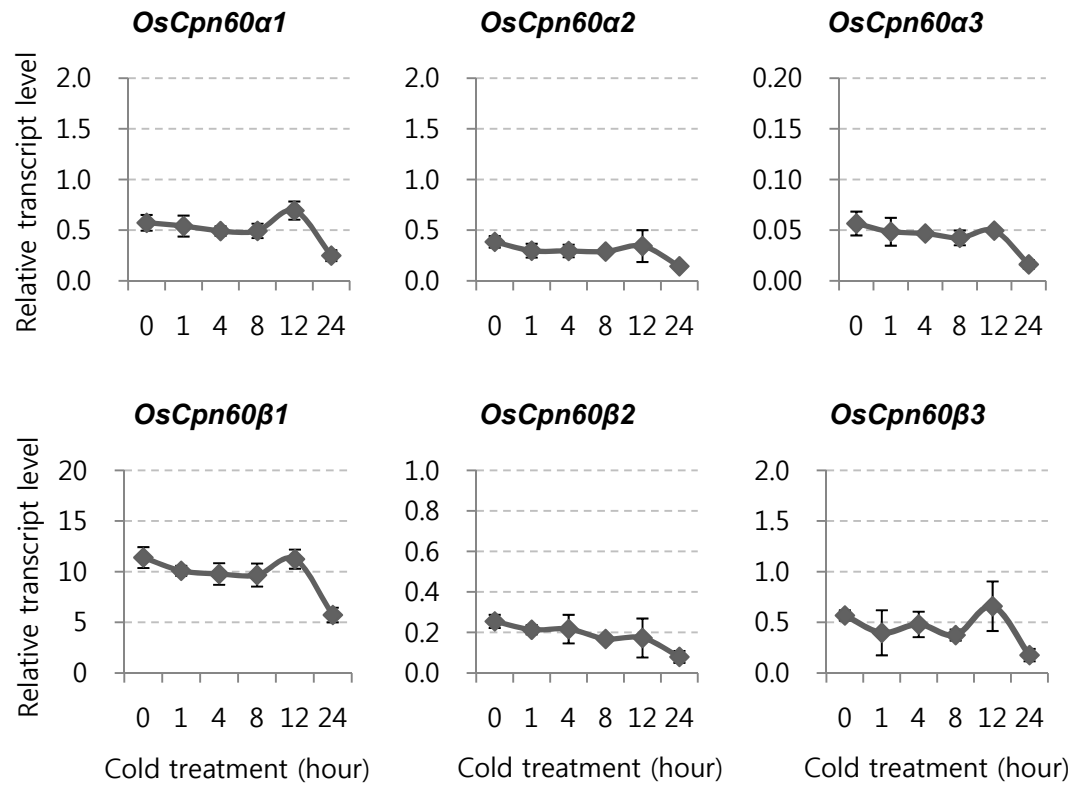 OsCpn60α1 OsCpn60α2 OsCpn60α3
Relative transcript level
2.0 2.0 0.20
1.5 1.5 0.15
1.0 1.0 0.10
0.5 0.5 0.05
0.0 0.0 0.00
0 1 4 8 12 24 0 1 4 8 12 24 0 1 4 8 12 24
OsCpn60β1 OsCpn60β2 OsCpn60β3
Relative transcript level
20 1.0 2.0
15 0.8 1.5
10 0.6 1.0
5 0.4 0.5
0 0.2 0.0
0.0
0 1 4 8 12 24 0 1 4 8 12 24 0 1 4 8 12 24
Cold treatment (hour) Cold treatment (hour) Cold treatment (hour)